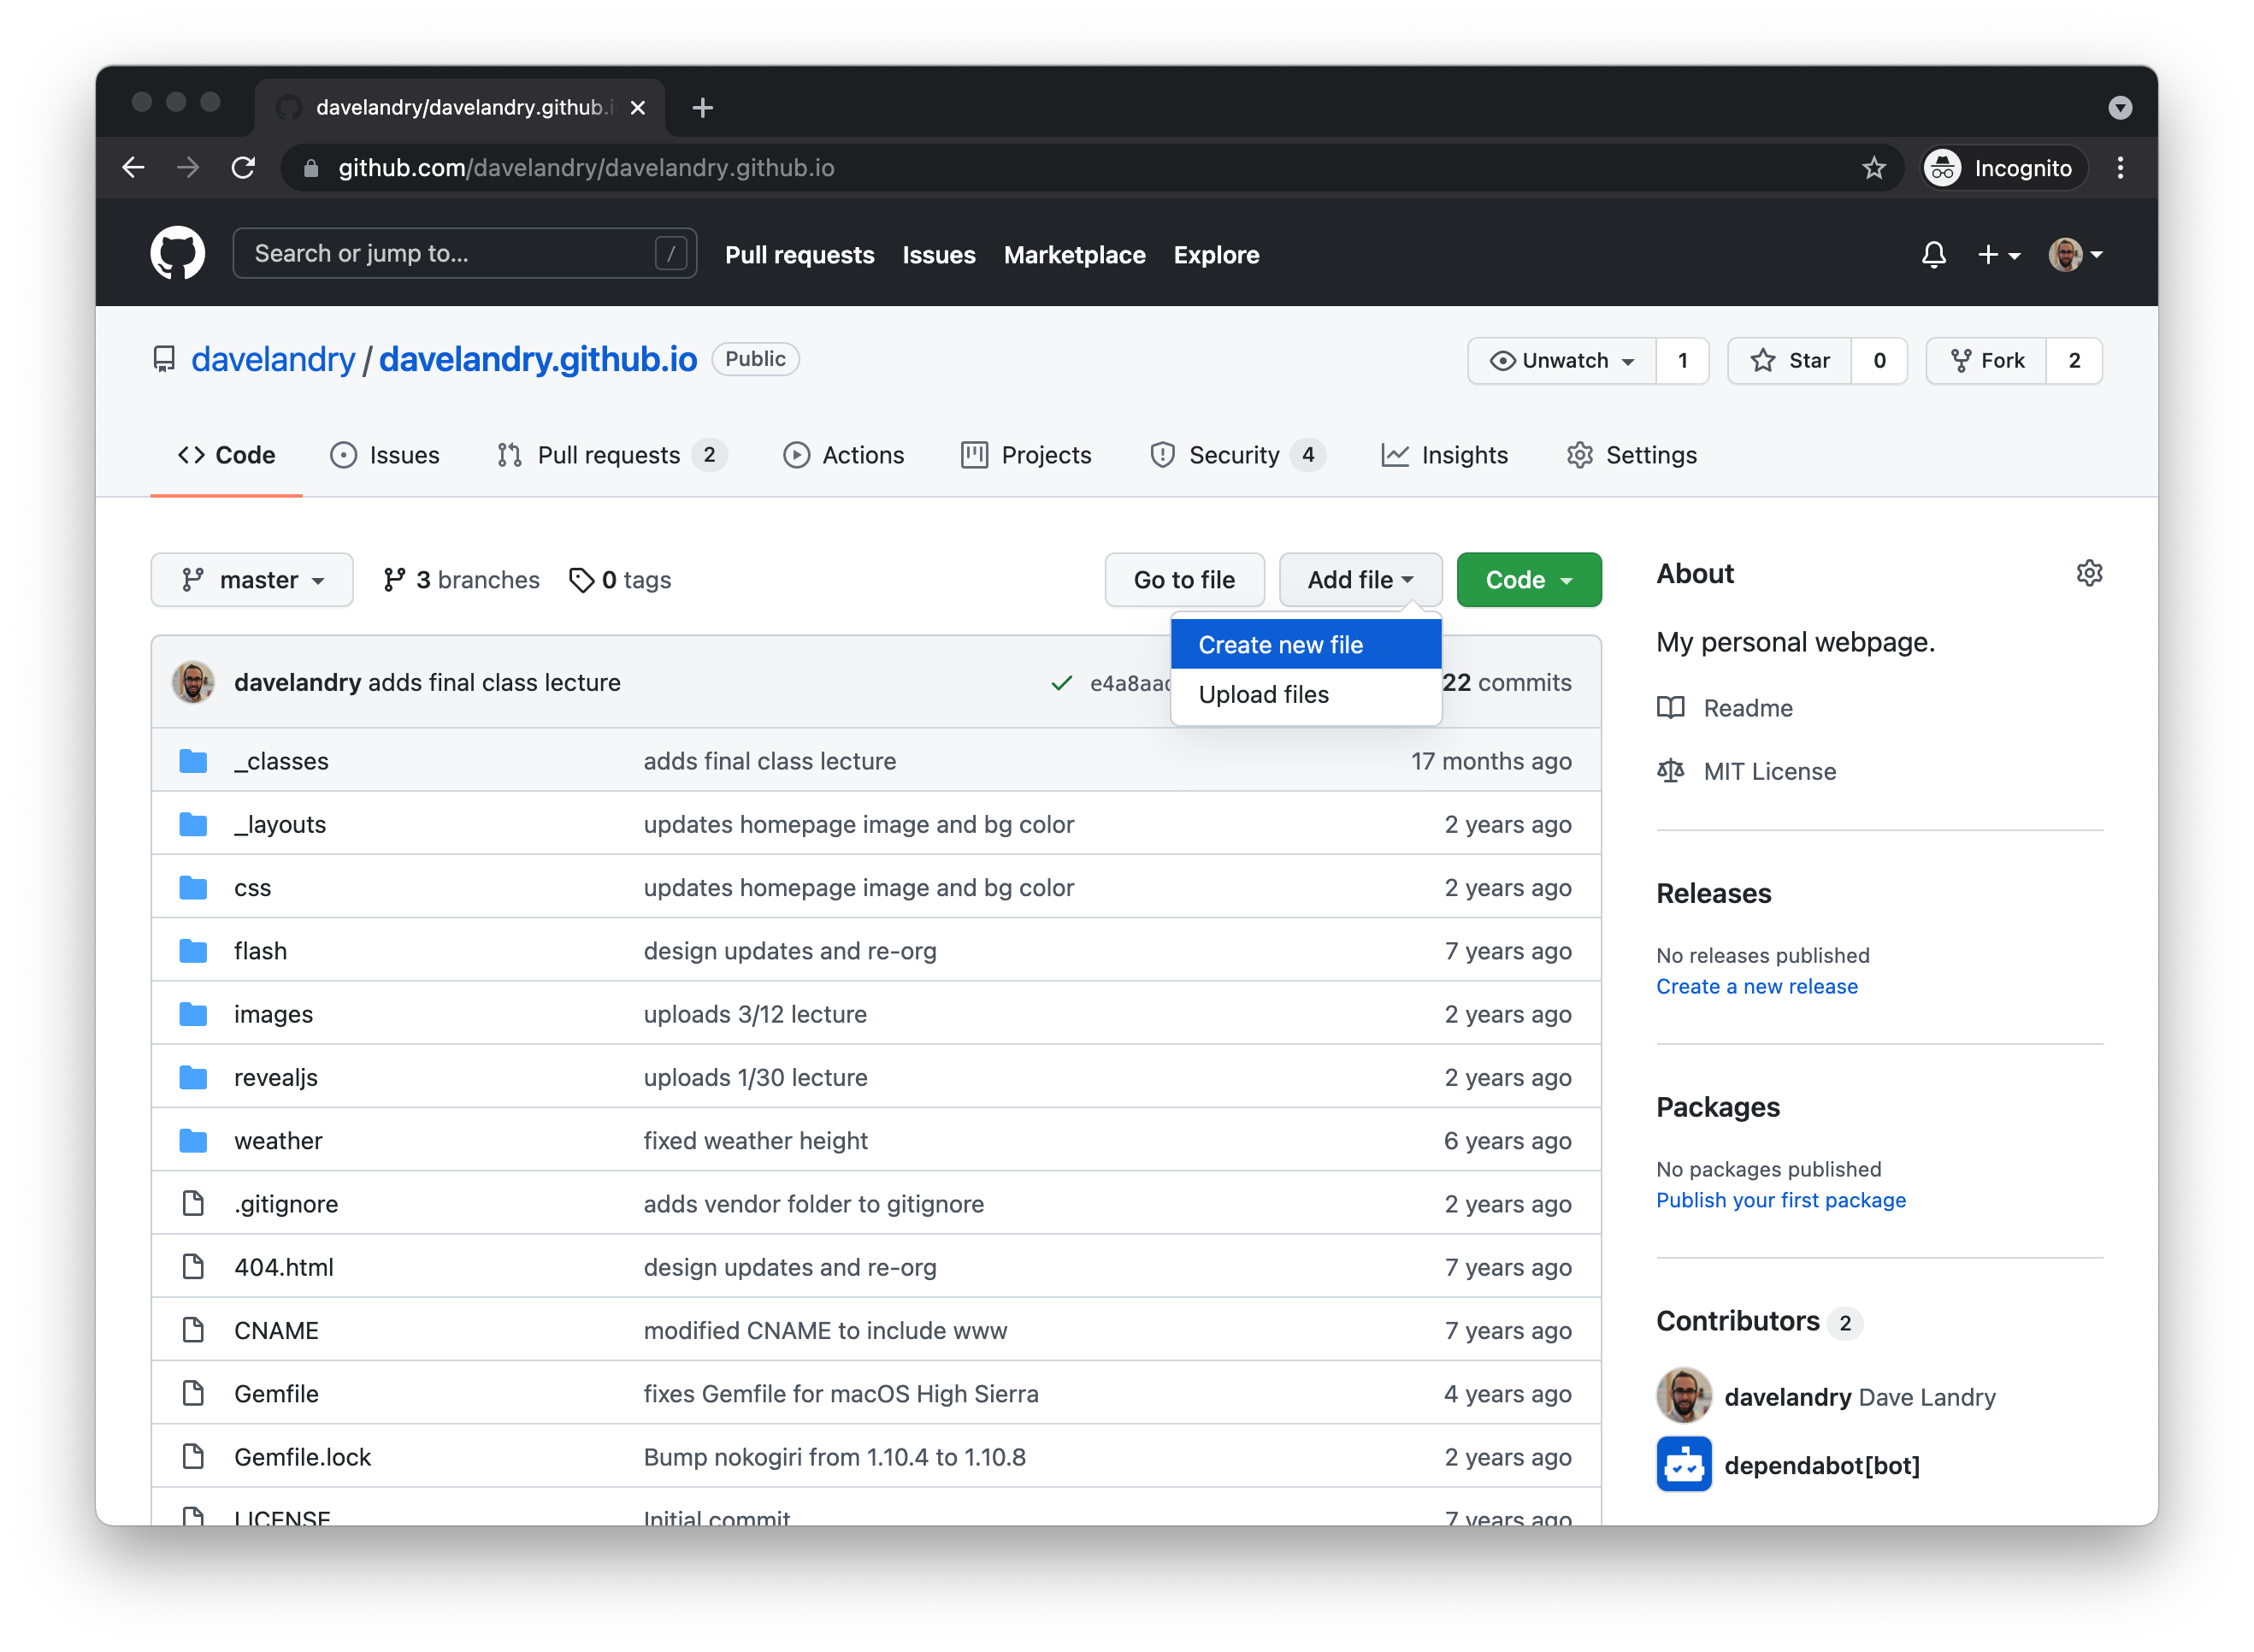 davelandry/davelandry.github.i
github.com/davelandry/davelandry.github.io
Incognito
Search or jump to... /
Pull requests Issues Marketplace Explore
davelandry / davelandry.github.io Public
Unwatch 1 Star 0 Fork 2
Code Issues Pull requests 2 Actions Projects Security 4 Insights Settings
master 3 branches 0 tags Go to file Add file Code
Create new file
Upload files
davelandry adds final class lecture 22 commits
_classes adds final class lecture 17 months ago
_layouts updates homepage image and bg color 2 years ago
css updates homepage image and bg color 2 years ago
flash design updates and re-org 7 years ago
images uploads 3/12 lecture 2 years ago
revealjs uploads 1/30 lecture 2 years ago
weather fixed weather height 6 years ago
.gitignore adds vendor folder to gitignore 2 years ago
404.html design updates and re-org 7 years ago
CNAME modified CNAME to include www 7 years ago
Gemfile fixes Gemfile for macOS High Sierra 4 years ago
Gemfile.lock Bump nokogiri from 1.10.4 to 1.10.8 2 years ago
LICENSE Initial commit 7 years ago
About
My personal webpage.
Readme
MIT License
Releases
No releases published
Create a new release
Packages
No packages published
Publish your first package
Contributors 2
davelandry Dave Landry
dependabot[bot]